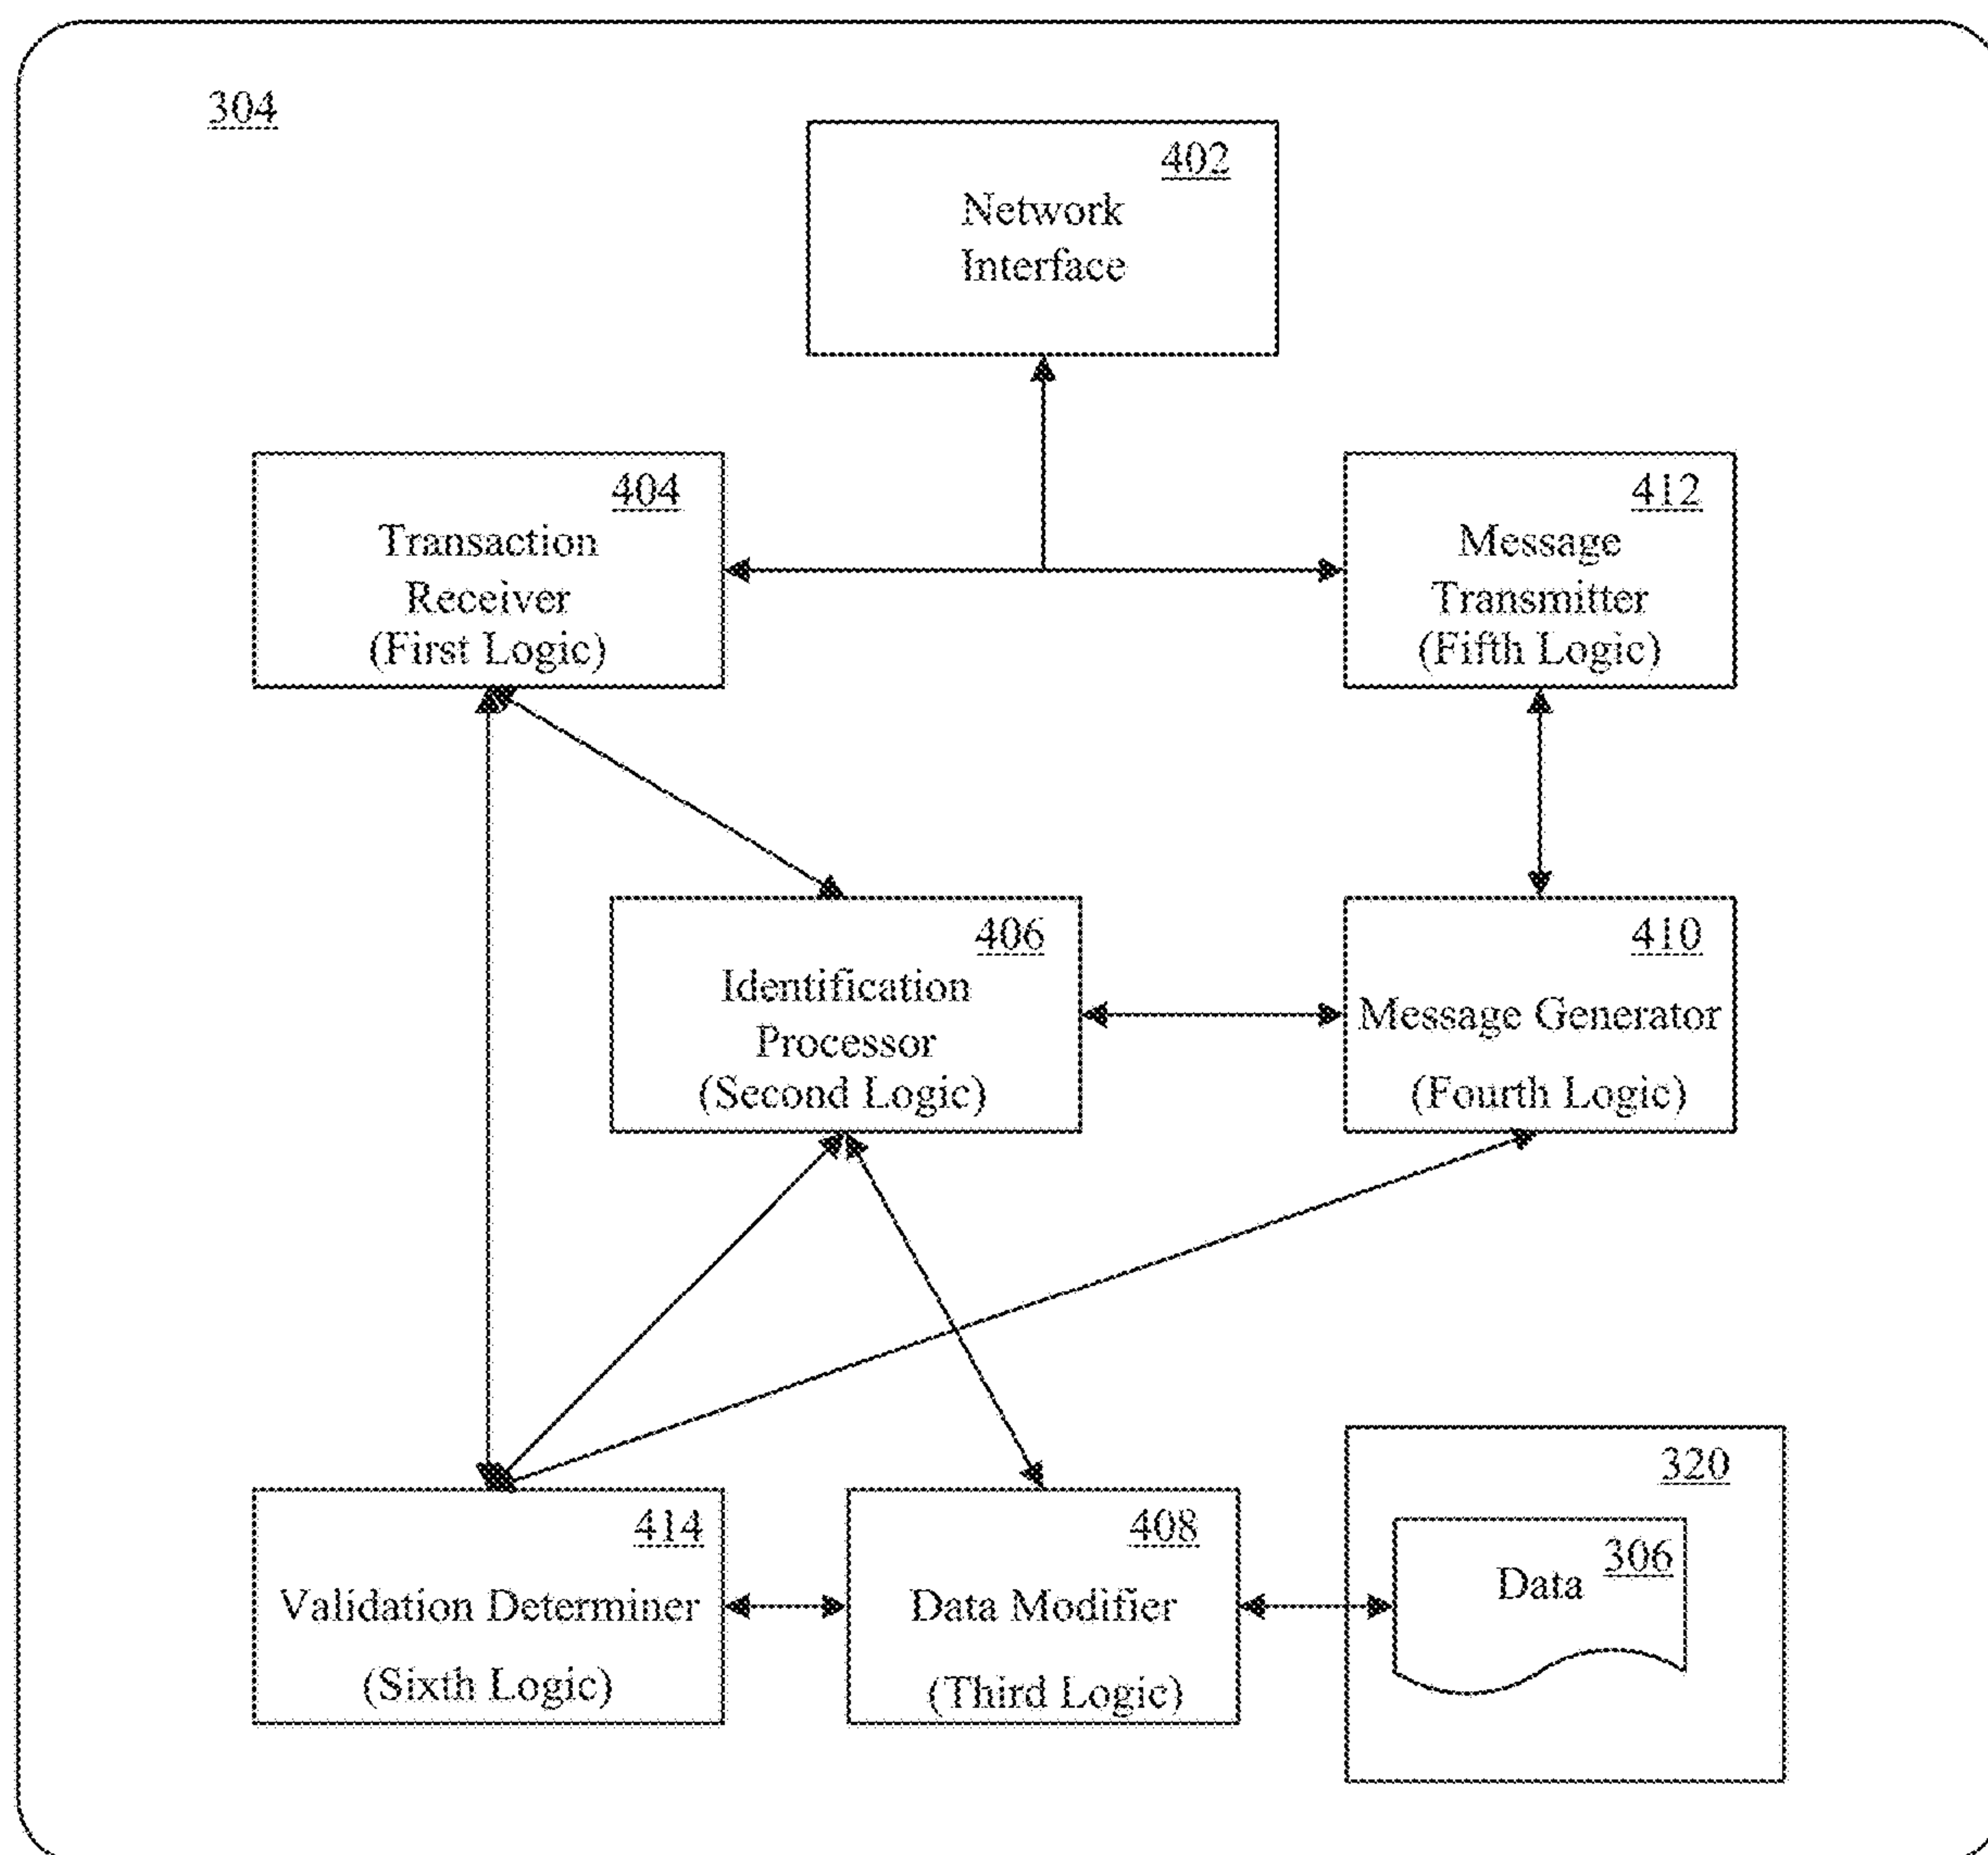 304
402
Network
Interface
404
Transaction
Receiver
(First Logic)
412
Message
Transmitter
(Fifth Logic)
406
Identification
Processor
(Second Logic)
410
Message Generator
(Fourth Logic)
414
Validation Determiner
(Sixth Logic)
408
Data Modifier
(Third Logic)
320
306
Data